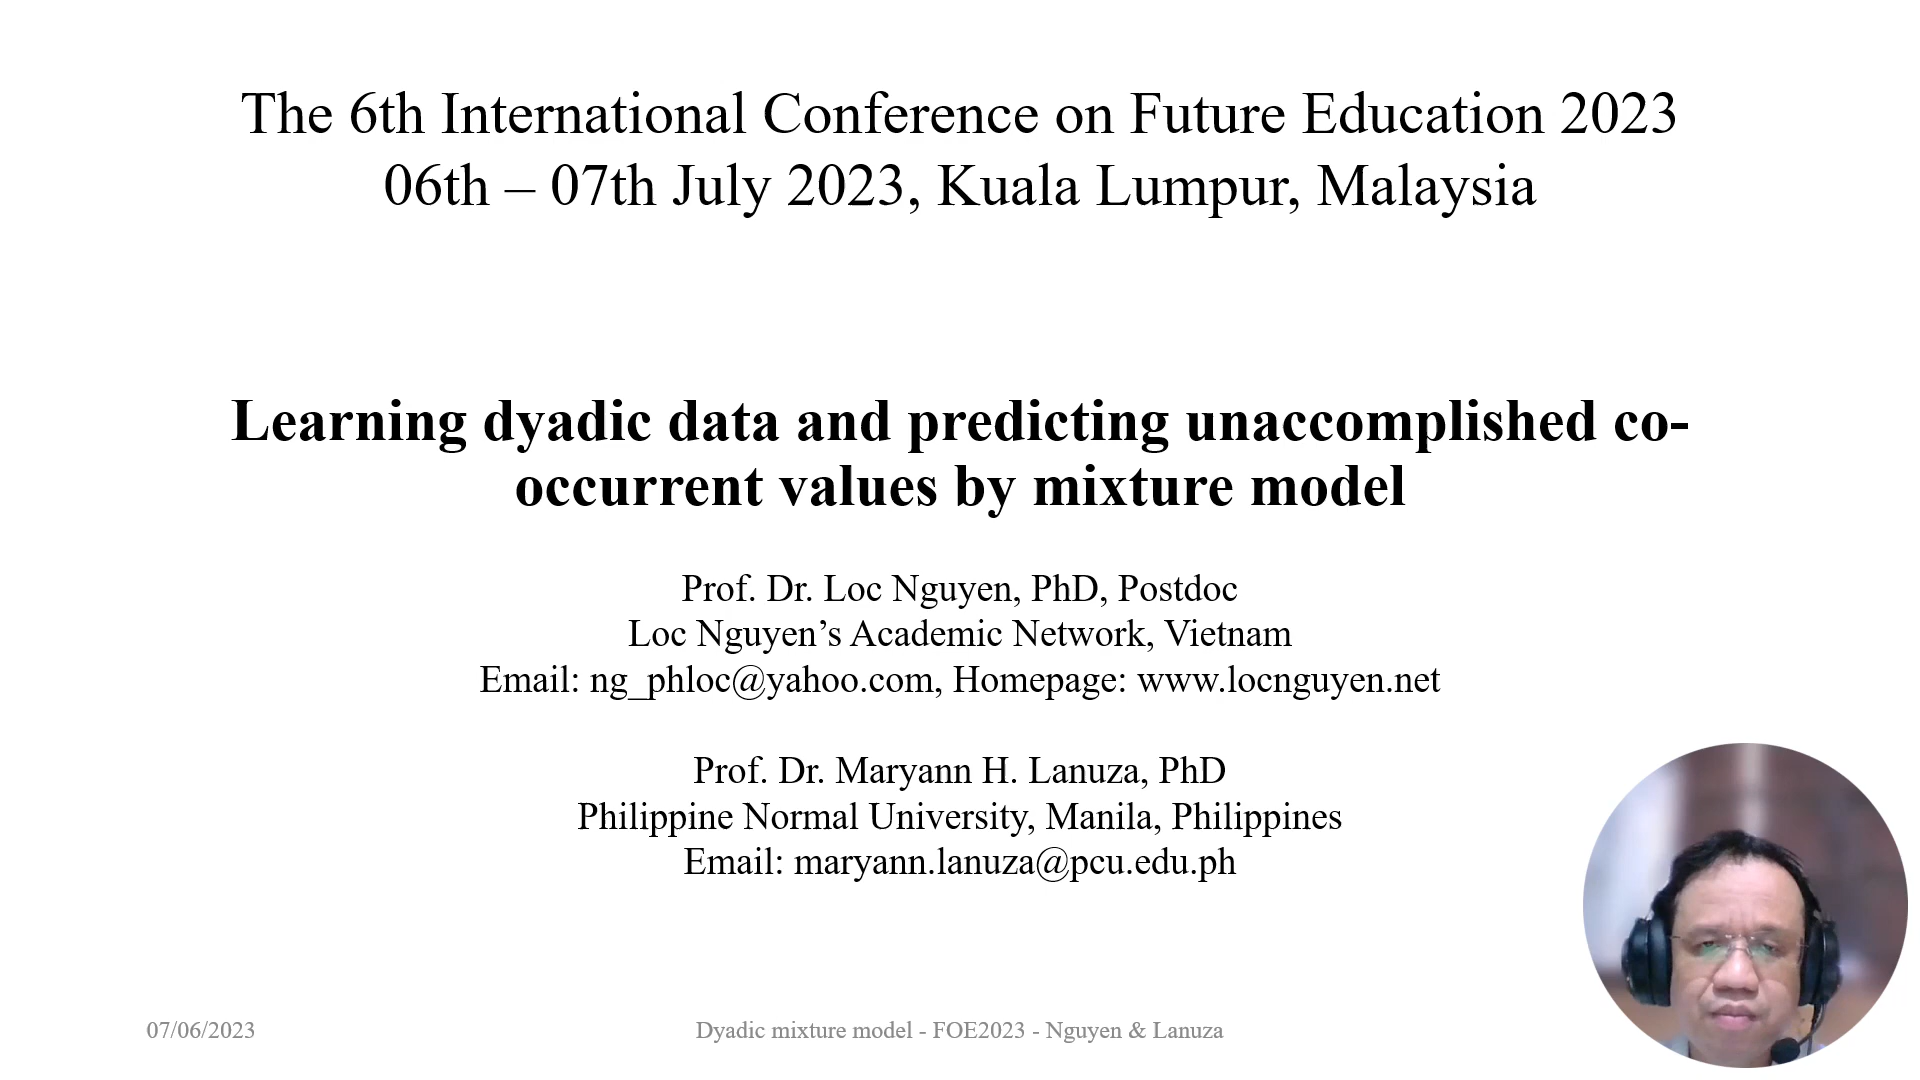 The 6th International Conference on Future Education 2023
06th – 07th July 2023, Kuala Lumpur, Malaysia
Learning dyadic data and predicting unaccomplished co-
occurrent values by mixture model
Prof. Dr. Loc Nguyen, PhD, Postdoc
Loc Nguyen’s Academic Network, Vietnam
Email: ng_phloc@yahoo.com, Homepage: www.locnguyen.net
Prof. Dr. Maryann H. Lanuza, PhD
Philippine Normal University, Manila, Philippines
Email: maryann.lanuza@pcu.edu.ph
07/06/2023
Dyadic mixture model - FOE2023 - Nguyen & Lanuza